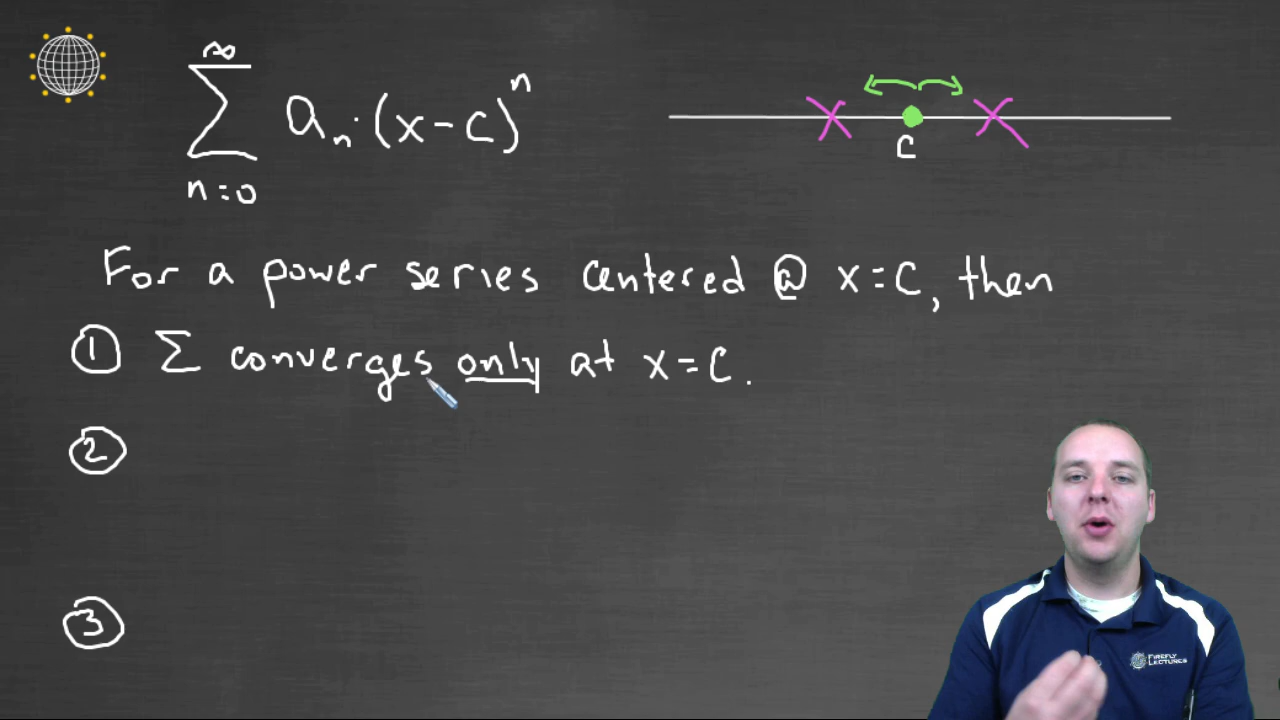 ∞
∑ aₙ·(x-c)ⁿ
n=0
c
For a power series centered @ x=c, then
① Σ converges only at x=c.
②
③
FIREFLY
LECTURES